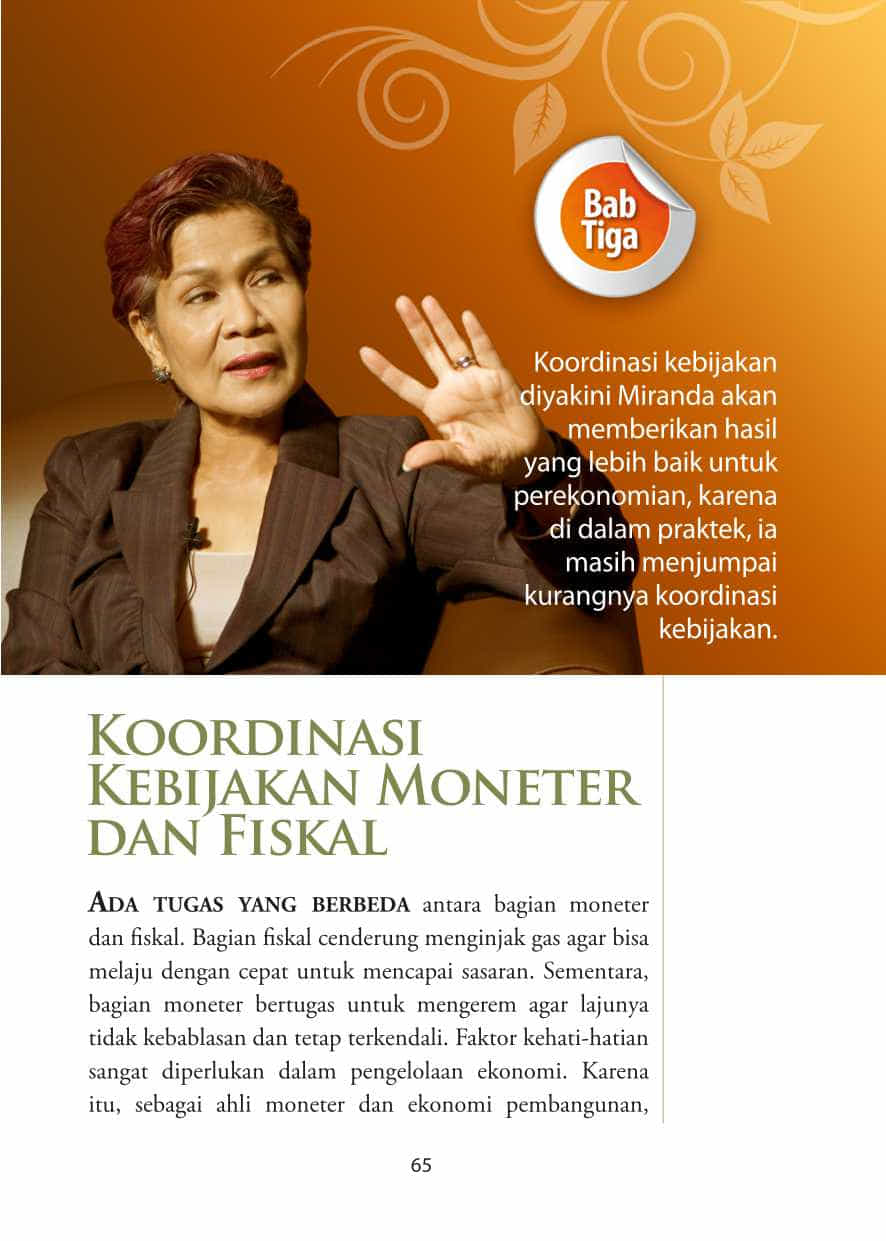 Bab
Tiga
Koordinasi kebijakan
diyakini Miranda akan
memberikan hasil
yang lebih baik untuk
perekonomian, karena
di dalam praktek, ia
masih menjumpai
kurangnya koordinasi
kebijakan.
Koordinasi
Kebijakan Moneter
dan Fiskal
Ada tugas yang berbeda antara bagian moneter
dan fiskal. Bagian fiskal cenderung menginjak gas agar bisa
melaju dengan cepat untuk mencapai sasaran. Sementara,
bagian moneter bertugas untuk mengerem agar lajunya
tidak kebablasan dan tetap terkendali. Faktor kehati-hatian
sangat diperlukan dalam pengelolaan ekonomi. Karena
itu, sebagai ahli moneter dan ekonomi pembangunan,
65